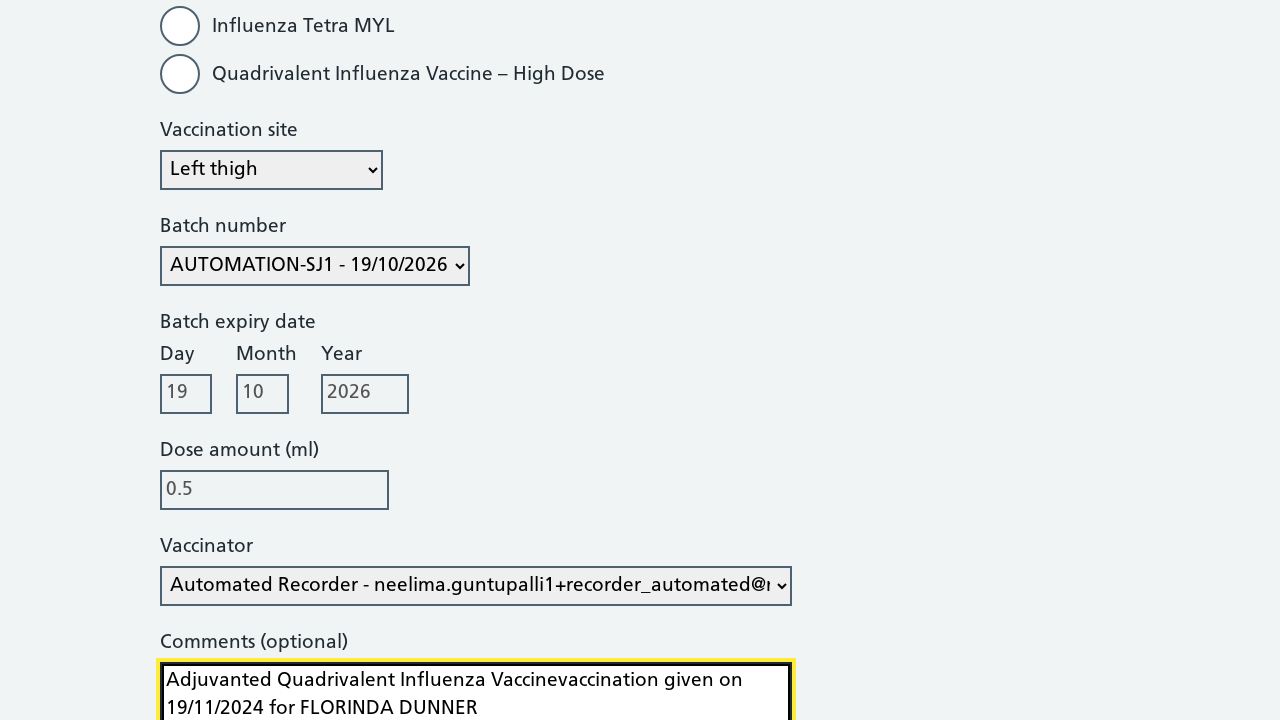 Influenza Tetra MYL
Quadrivalent Influenza Vaccine – High Dose
Vaccination site
Left thigh
Batch number
AUTOMATION-SJ1 - 19/10/2026
Batch expiry date
Day Month Year
19 10 2026
Dose amount (ml)
0.5
Vaccinator
Automated Recorder - neelima.guntupalli1+recorder_automated@
Comments (optional)
Adjuvanted Quadrivalent Influenza Vaccinevaccination given on
19/11/2024 for FLORINDA DUNNER